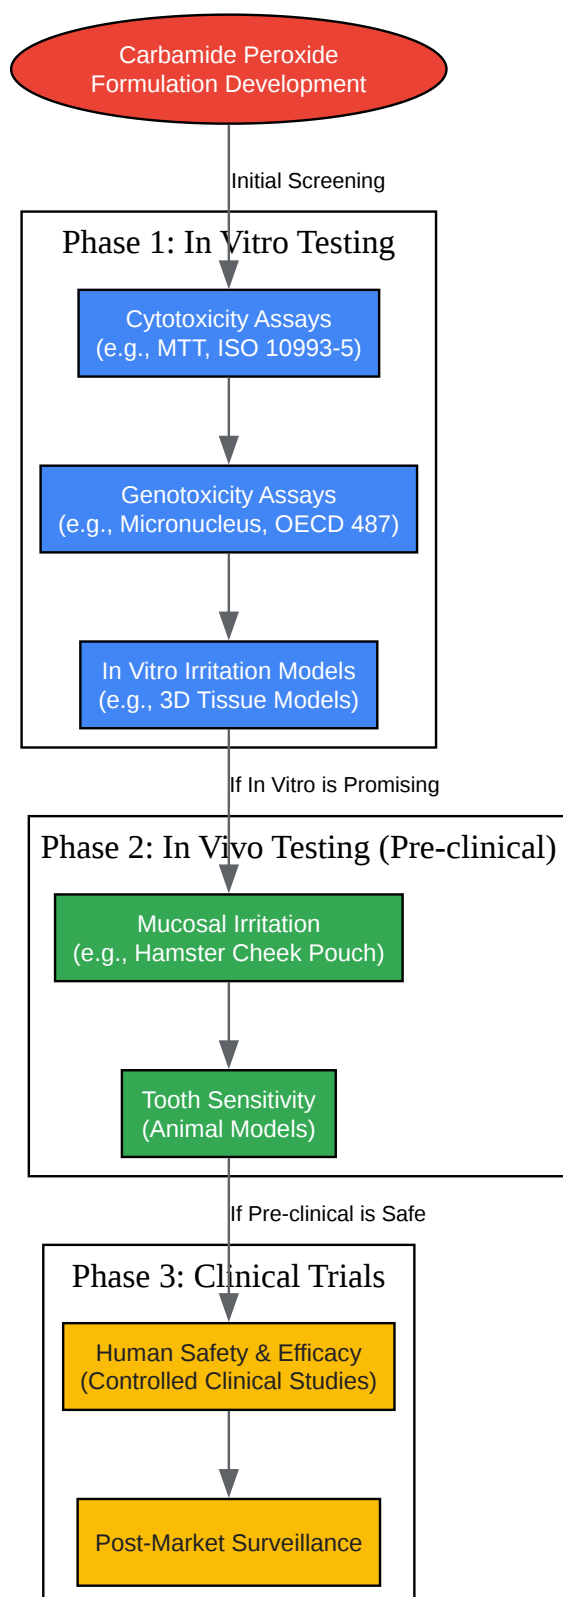 Carbamide Peroxide
Formulation Development
Initial Screening
Phase 1: In Vitro Testing
Cytotoxicity Assays
(e.g., MTT, ISO 10993-5)
Genotoxicity Assays
(e.g., Micronucleus, OECD 487)
In Vitro Irritation Models
(e.g., 3D Tissue Models)
If In Vitro is Promising
Phase 2: In Vivo Testing (Pre-clinical)
Mucosal Irritation
(e.g., Hamster Cheek Pouch)
Tooth Sensitivity
(Animal Models)
If Pre-clinical is Safe
Phase 3: Clinical Trials
Human Safety & Efficacy
(Controlled Clinical Studies)
Post-Market Surveillance